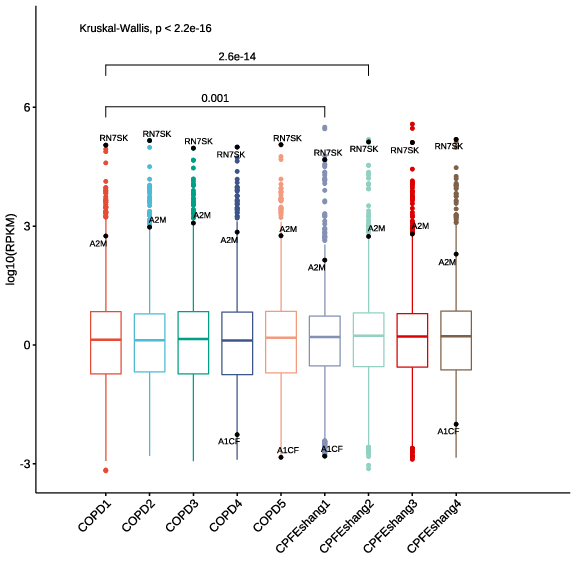 Kruskal-Wallis, p < 2.2e-16
2.6e-14
0.001
RN7SK
RN7SK
RN7SK
RN7SK
RN7SK
RN7SK
RN7SK
RN7SK
RN7SK
A2M
A2M
A2M
A2M
A2M
A2M
A2M
A2M
A2M
A1CF
A1CF
A1CF
A1CF
6
3
0
-3
log10(RPKM)
COPD1
COPD2
COPD3
COPD4
COPD5
CPFEshang1
CPFEshang2
CPFEshang3
CPFEshang4